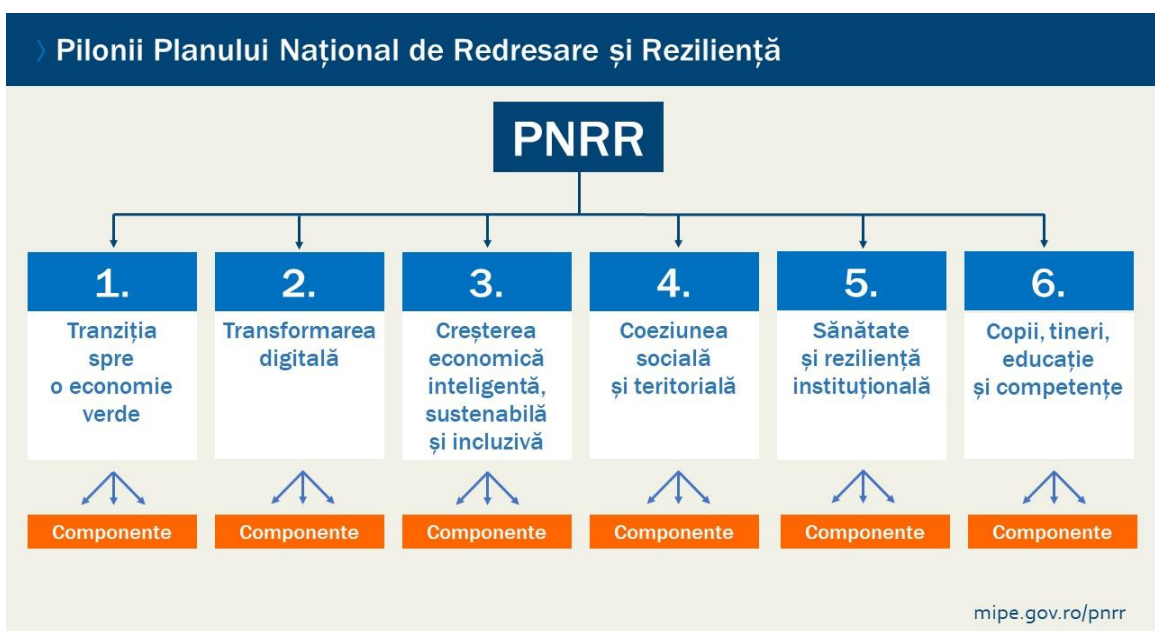 Pilonii Planului Național de Redresare și Reziliență
PNRR
1.
Tranziția
spre
o economie
verde
Componente
2.
Transformarea
digitală
Componente
3.
Creșterea
economică
inteligentă,
sustenabilă
și incluzivă
Componente
4.
Coeziunea
socială
și teritorială
Componente
5.
Sănătate
și reziliență
instituțională
Componente
6.
Copii, tineri,
educație
și competențe
Componente
mipe.gov.ro/pnrr